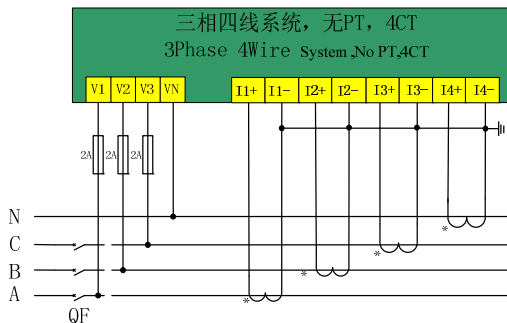 三相四线系统，无PT，4CT
3Phase 4Wire System ,No PT,4CT
V1 V2 V3 VN I1+ I1- I2+ I2- I3+ I3- I4+ I4-
2A 2A 2A
N
C
*
*
B
*
A
*
QF